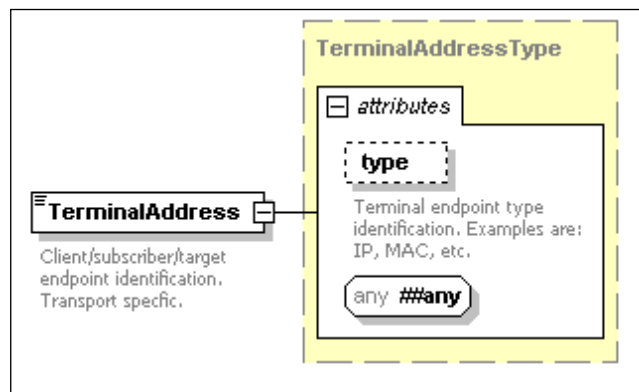 TerminalAddressType
attributes
type
Terminal endpoint type
identification. Examples are:
IP, MAC, etc.
any ##any
TerminalAddress
Client/subscriber/target
endpoint identification.
Transport specfic.